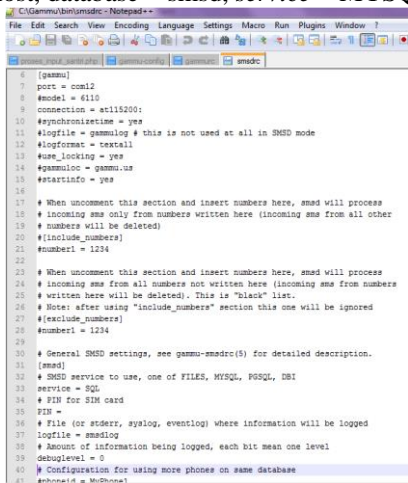 C:\Gammu\bin\smsdrc - Notepad++
File Edit Search View Encoding Language Settings Macro Run Plugins Window ?
proses_input_santri.php gammu-config gammurc smsdrc
6 [gammu]
7 port = com12
8 #model = 6110
9 connection = at115200:
10 #synchronizetime = yes
11 #logfile = gammulog # this is not used at all in SMSD mode
12 #logformat = textall
13 #use_locking = yes
14 #gammuloc = gammu.us
15 #startinfo = yes
16
17 # When uncomment this section and insert numbers here, smsd will process
18 # incoming sms only from numbers written here (incoming sms from all other
19 # numbers will be deleted)
20 #[include_numbers]
21 #number1 = 1234
22
23 # When uncomment this section and insert numbers here, smsd will process
24 # incoming sms from all numbers not written here (incoming sms from numbers
25 # written here will be deleted). This is "black" list.
26 # Note: after using "include_numbers" section this one will be ignored
27 #[exclude_numbers]
28 #number1 = 1234
29
30 # General SMSD settings, see gammu-smsdrc(5) for detailed description.
31 [smsd]
32 # SMSD service to use, one of FILES, MYSQL, PGSQL, DBI
33 service = SQL
34 # PIN for SIM card
35 PIN =
36 # File (or stderr, syslog, eventlog) where information will be logged
37 logfile = smsdlog
38 # Amount of information being logged, each bit mean one level
39 debuglevel = 0
40 # Configuration for using more phones on same database
41 #phoneid = MyPhone1